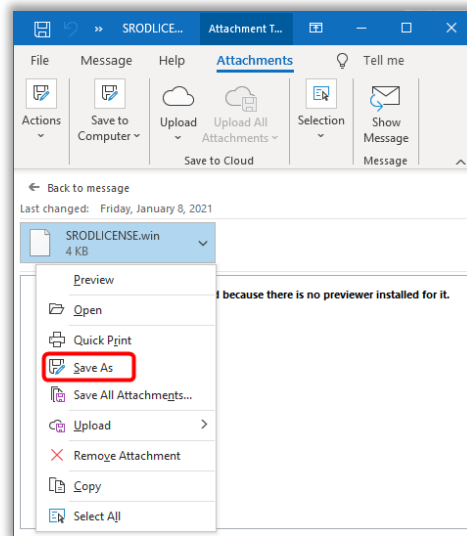 SRODLICE... Attachment T...
File Message Help Attachments Tell me
Actions
Save to Computer
Upload
Upload All Attachments
Selection
Show Message
Save to Cloud
Message
Back to message
Last changed: Friday, January 8, 2021
SRODLICENSE.win
4 KB
because there is no previewer installed for it.
Preview
Open
Quick Print
Save As
Save All Attachments...
Upload
Remove Attachment
Copy
Select All